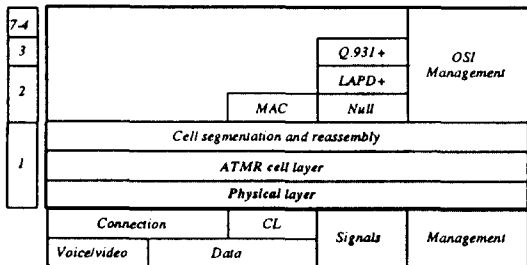 7-4
3
Q.931+
OSI
Management
LAPD+
2
MAC
Null
Cell segmentation and reassembly
1
ATMR cell layer
Physical layer
Connection
CL
Signals
Management
Voice/video
Data